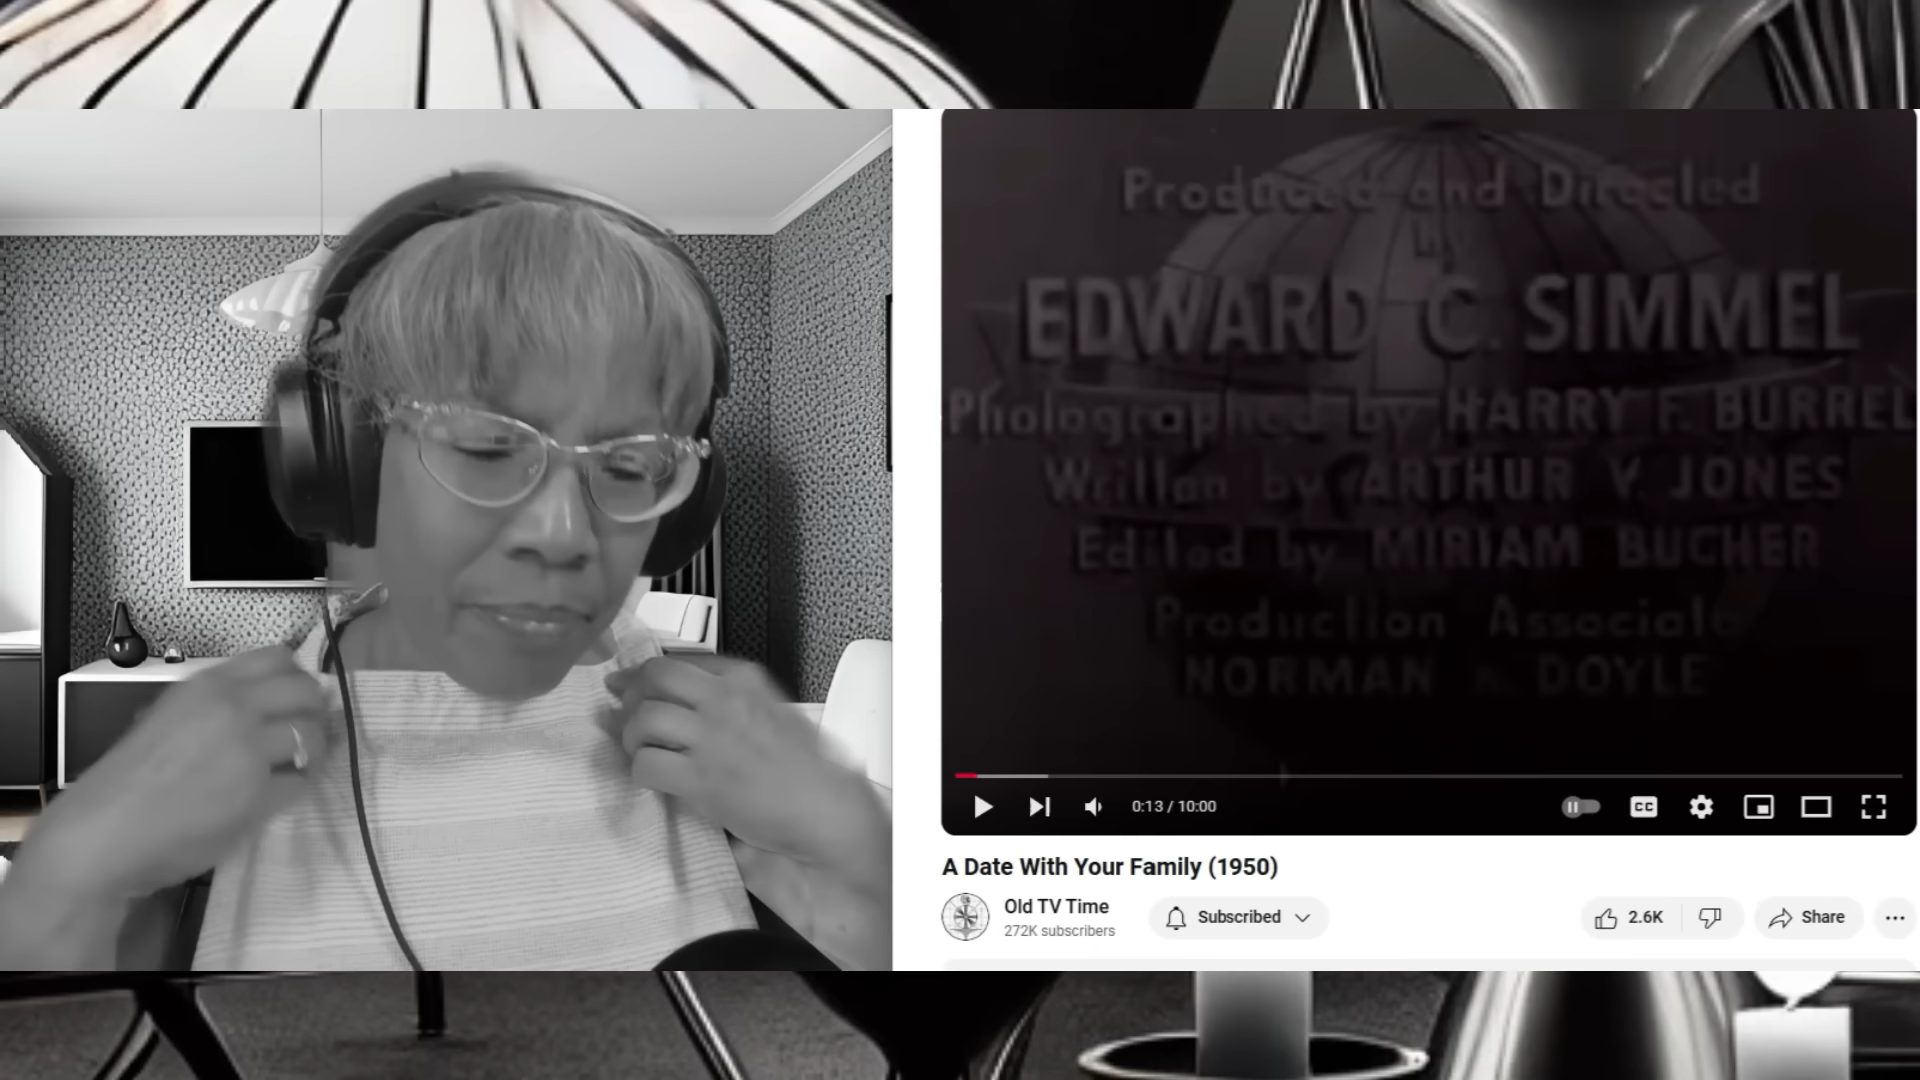 Produced and Directed
by
EDWARD C. SIMMEL
Photographed by HARRY F. BURREL
Written by ARTHUR V. JONES
Edited by MIRIAM BUCHER
Production Associate
NORMAN DOYLE
CC
0:13 / 10:00
A Date With Your Family (1950)
Old TV Time
272K subscribers
Subscribed
2.6K
Share